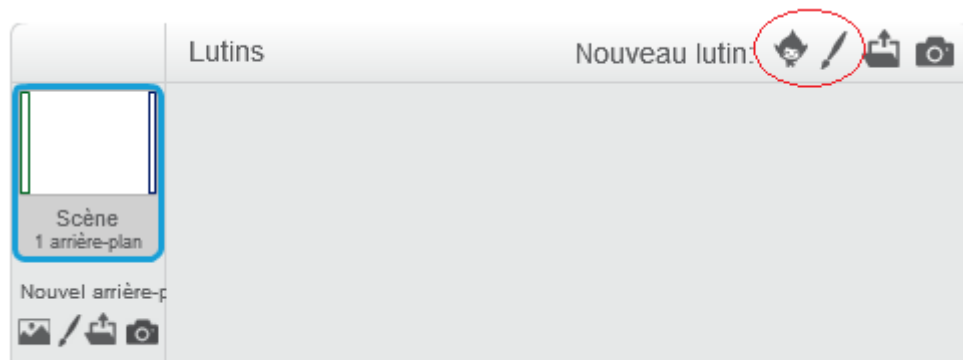 Lutins Nouveau lutin:
Scène
1 arrière-plan
Nouvel arrière-p